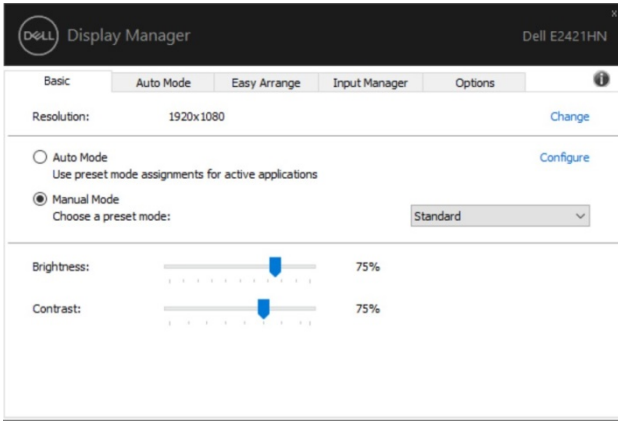 x
DELL Display Manager Dell E2421HN
Basic Auto Mode Easy Arrange Input Manager Options i
Resolution: 1920x1080 Change
Auto Mode Configure
Use preset mode assignments for active applications
Manual Mode
Choose a preset mode: Standard
Brightness: 75%
Contrast: 75%